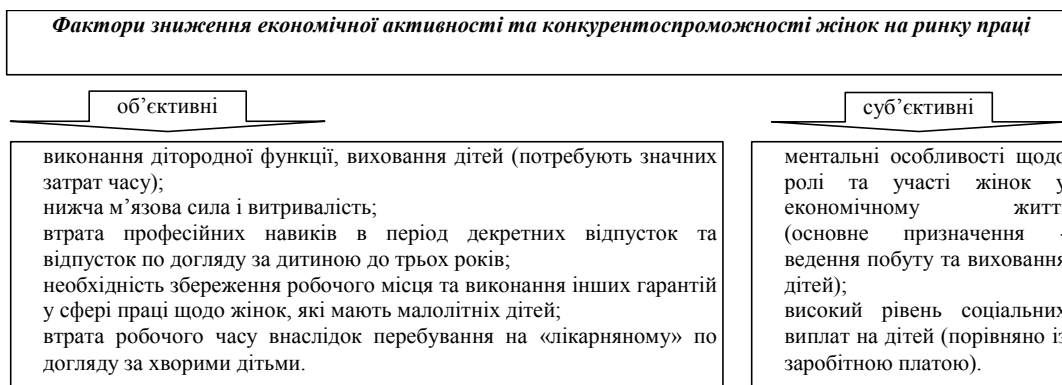 Фактори зниження економічної активності та конкурентоспроможності жінок на ринку праці
об’єктивні
виконання дітородної функції, виховання дітей (потребують значних
затрат часу);
нижча м’язова сила і витривалість;
втрата професійних навиків в період декретних відпусток та
відпусток по догляду за дитиною до трьох років;
необхідність збереження робочого місця та виконання інших гарантій
у сфері праці щодо жінок, які мають малолітніх дітей;
втрата робочого часу внаслідок перебування на «лікарняному» по
догляду за хворими дітьми.
суб’єктивні
ментальні особливості щодо
ролі та участі жінок у
економічному житт
(основне призначення -
ведення побуту та виховання
дітей);
високий рівень соціальних
виплат на дітей (порівняно із
заробітною платою).